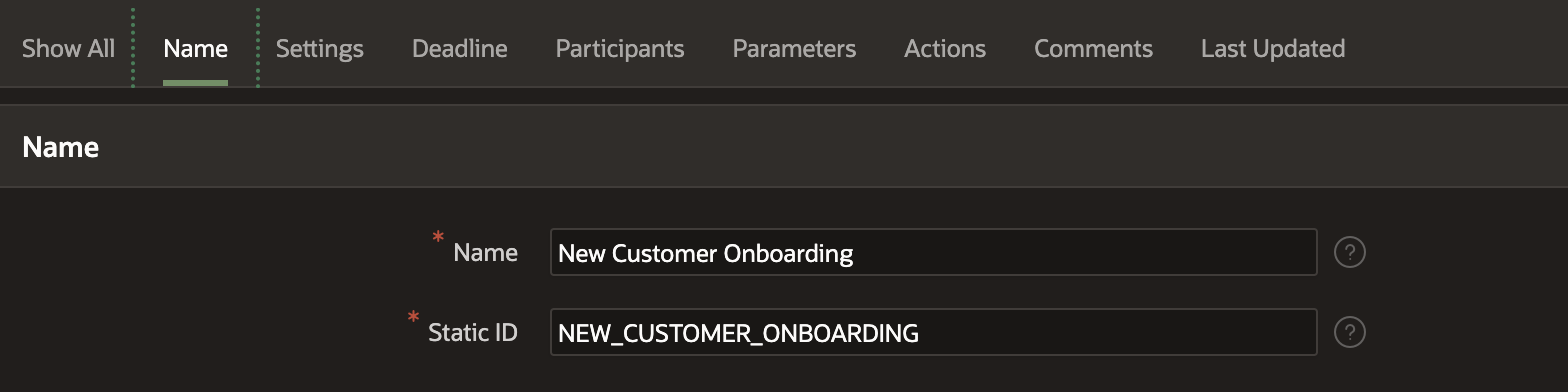 Show All Name Settings Deadline Participants Parameters Actions Comments Last Updated
Name
* Name New Customer Onboarding ?
* Static ID NEW_CUSTOMER_ONBOARDING ?